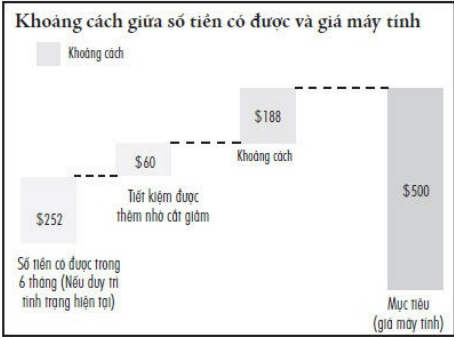 Khoảng cách giữa số tiền có được và giá máy tính
Khoảng cách
$252
Số tiền có được trong
6 tháng (Nếu duy trì
tình trạng hiện tại)
$60
Tiết kiệm được
thêm nhờ cắt giảm
$188
Khoảng cách
$500
Mục tiêu
(giá máy tính)